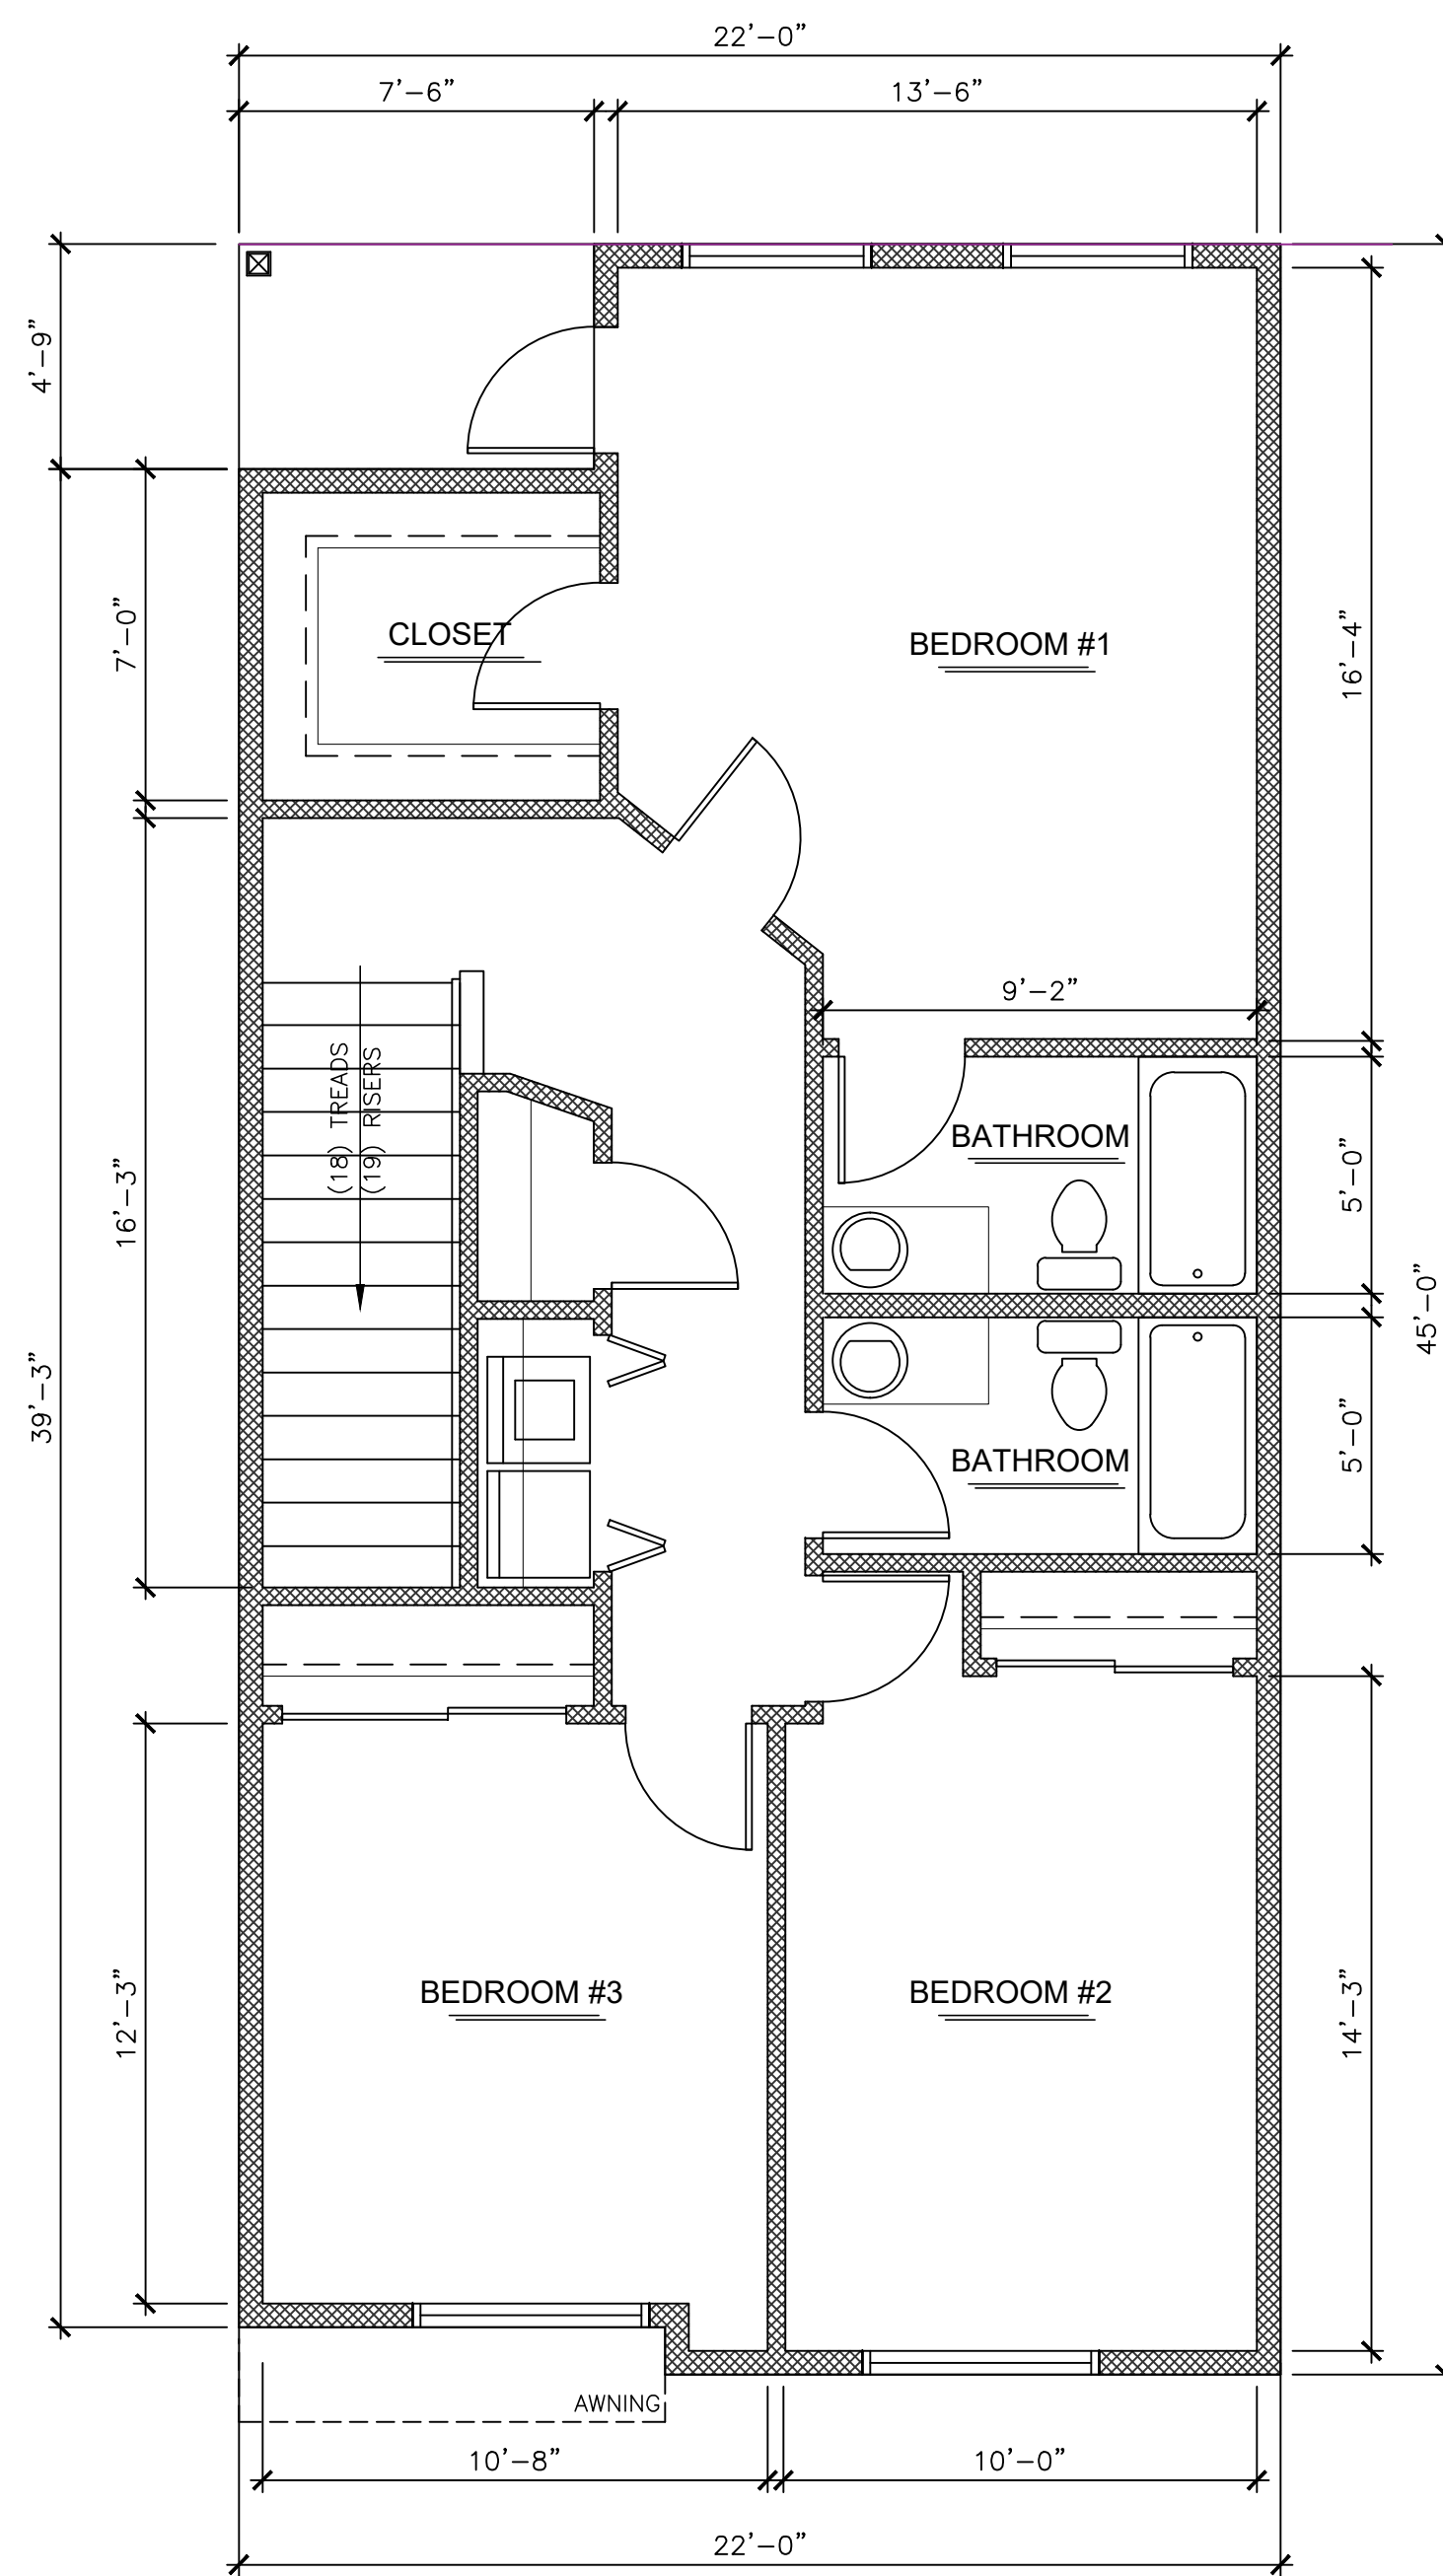 22'-0"
7'-6"
13'-6"
4'-9"
7'-0"
CLOSET
BEDROOM #1
16'-4"
9'-2"
(18) TREADS
(19) RISERS
BATHROOM
5'-0"
16'-3"
39'-3"
45'-0"
BATHROOM
5'-0"
BEDROOM #3
BEDROOM #2
12'-3"
14'-3"
AWNING
10'-8"
10'-0"
22'-0"